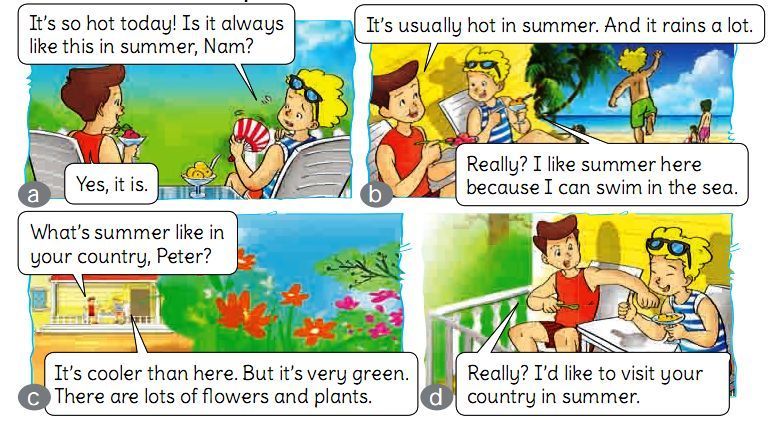 It's so hot today! Is it always
like this in summer, Nam?
Yes, it is.
a
It's usually hot in summer. And it rains a lot.
Really? I like summer here
because I can swim in the sea.
b
What's summer like in
your country, Peter?
It's cooler than here. But it's very green.
There are lots of flowers and plants.
c
Really? I'd like to visit your
country in summer.
d